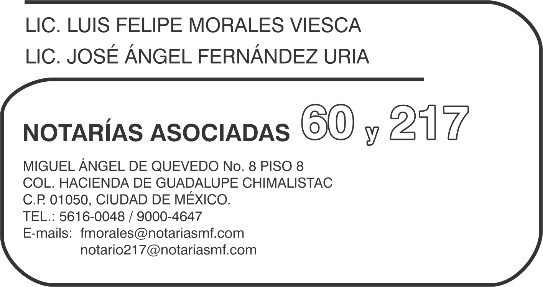 LIC. LUIS FELIPE MORALES VIESCA
LIC. JOSÉ ÁNGEL FERNÁNDEZ URIA
NOTARÍAS ASOCIADAS 60 y 217
MIGUEL ÁNGEL DE QUEVEDO No. 8 PISO 8
COL. HACIENDA DE GUADALUPE CHIMALISTAC
C.P. 01050, CIUDAD DE MÉXICO.
TEL.: 5616-0048 / 9000-4647
E-mails: fmorales@notariasmf.com
notario217@notariasmf.com